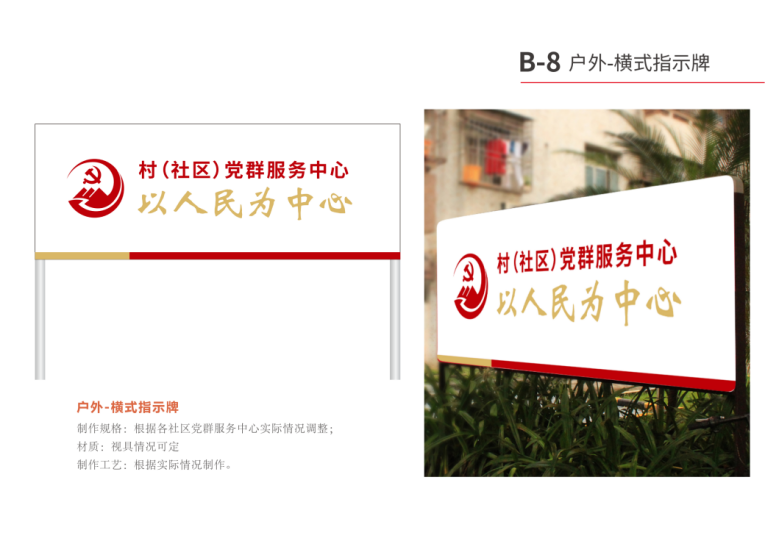 B-8 户外-横式指示牌
村(社区)党群服务中心
以人民为中心
村(社区)党群服务中心
以人民为中心
户外-横式指示牌
制作规格：根据各社区党群服务中心实际情况调整；
材质：视具情况可定
制作工艺：根据实际情况制作。